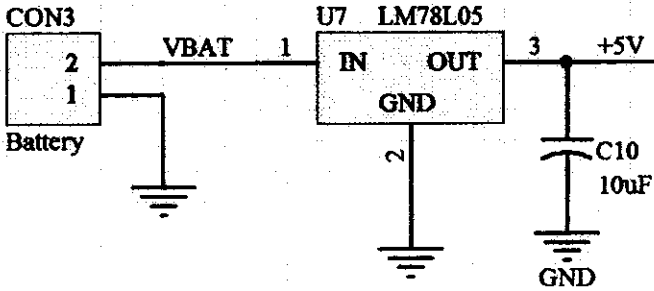 CON3
U7 LM78L05
2 VBAT 1 IN OUT 3 +5V
1
GND
Battery
2
C10
10uF
GND